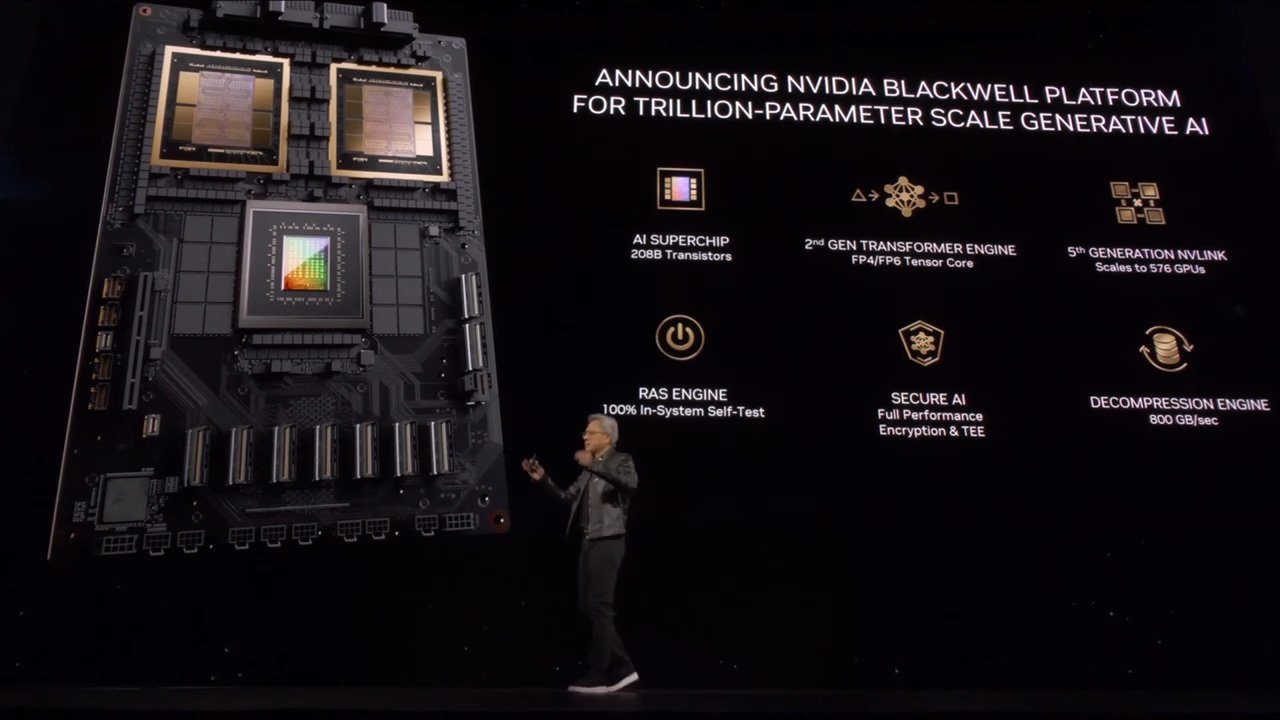 ANNOUNCING NVIDIA BLACKWELL PLATFORM
FOR TRILLION-PARAMETER SCALE GENERATIVE AI
AI SUPERCHIP
208B Transistors
2nd GEN TRANSFORMER ENGINE
FP4/FP6 Tensor Core
5th GENERATION NVLINK
Scales to 576 GPUs
RAS ENGINE
100% In-System Self-Test
SECURE AI
Full Performance
Encryption & TEE
DECOMPRESSION ENGINE
800 GB/sec